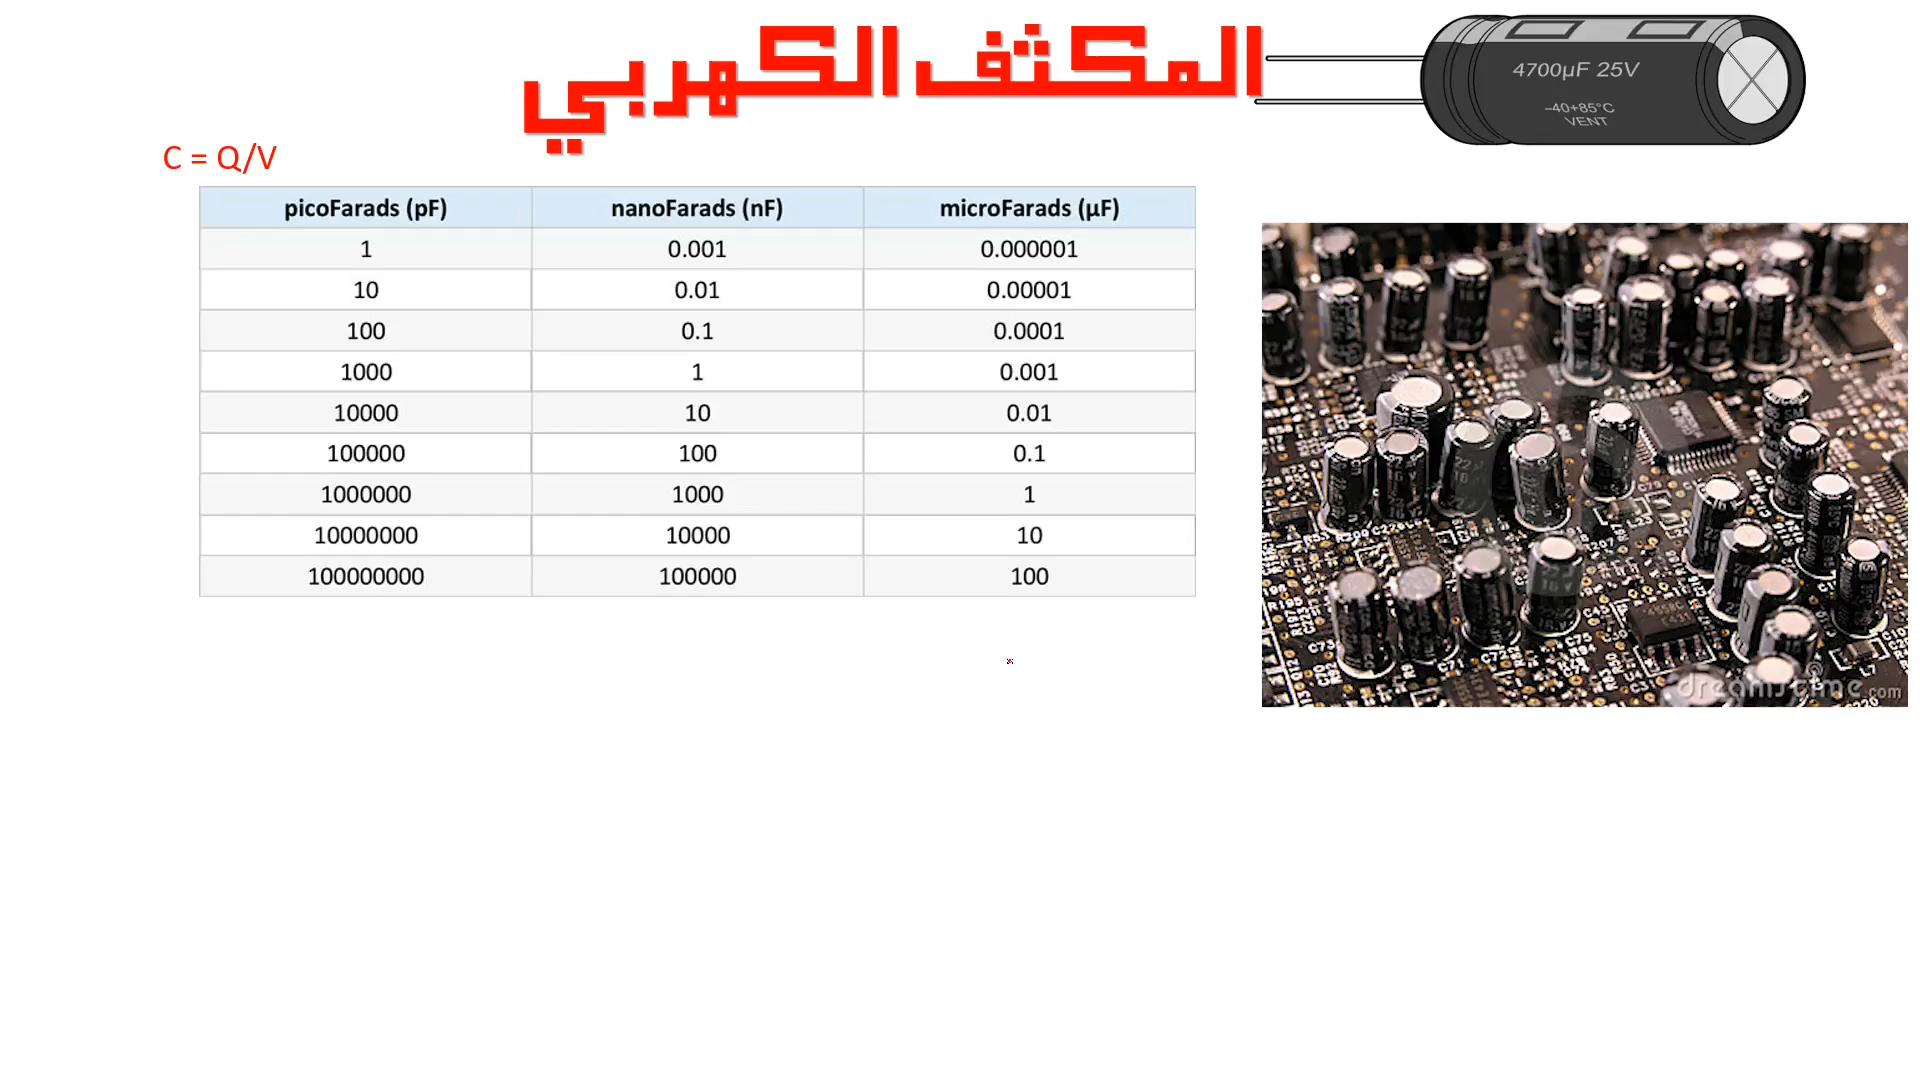 المكثف الكهربي
4700µF 25V
–40+85°C
VENT
C = Q/V
picoFarads (pF) nanoFarads (nF) microFarads (µF)
1 0.001 0.000001
10 0.01 0.00001
100 0.1 0.0001
1000 1 0.001
10000 10 0.01
100000 100 0.1
1000000 1000 1
10000000 10000 10
100000000 100000 100
dreamstime.com